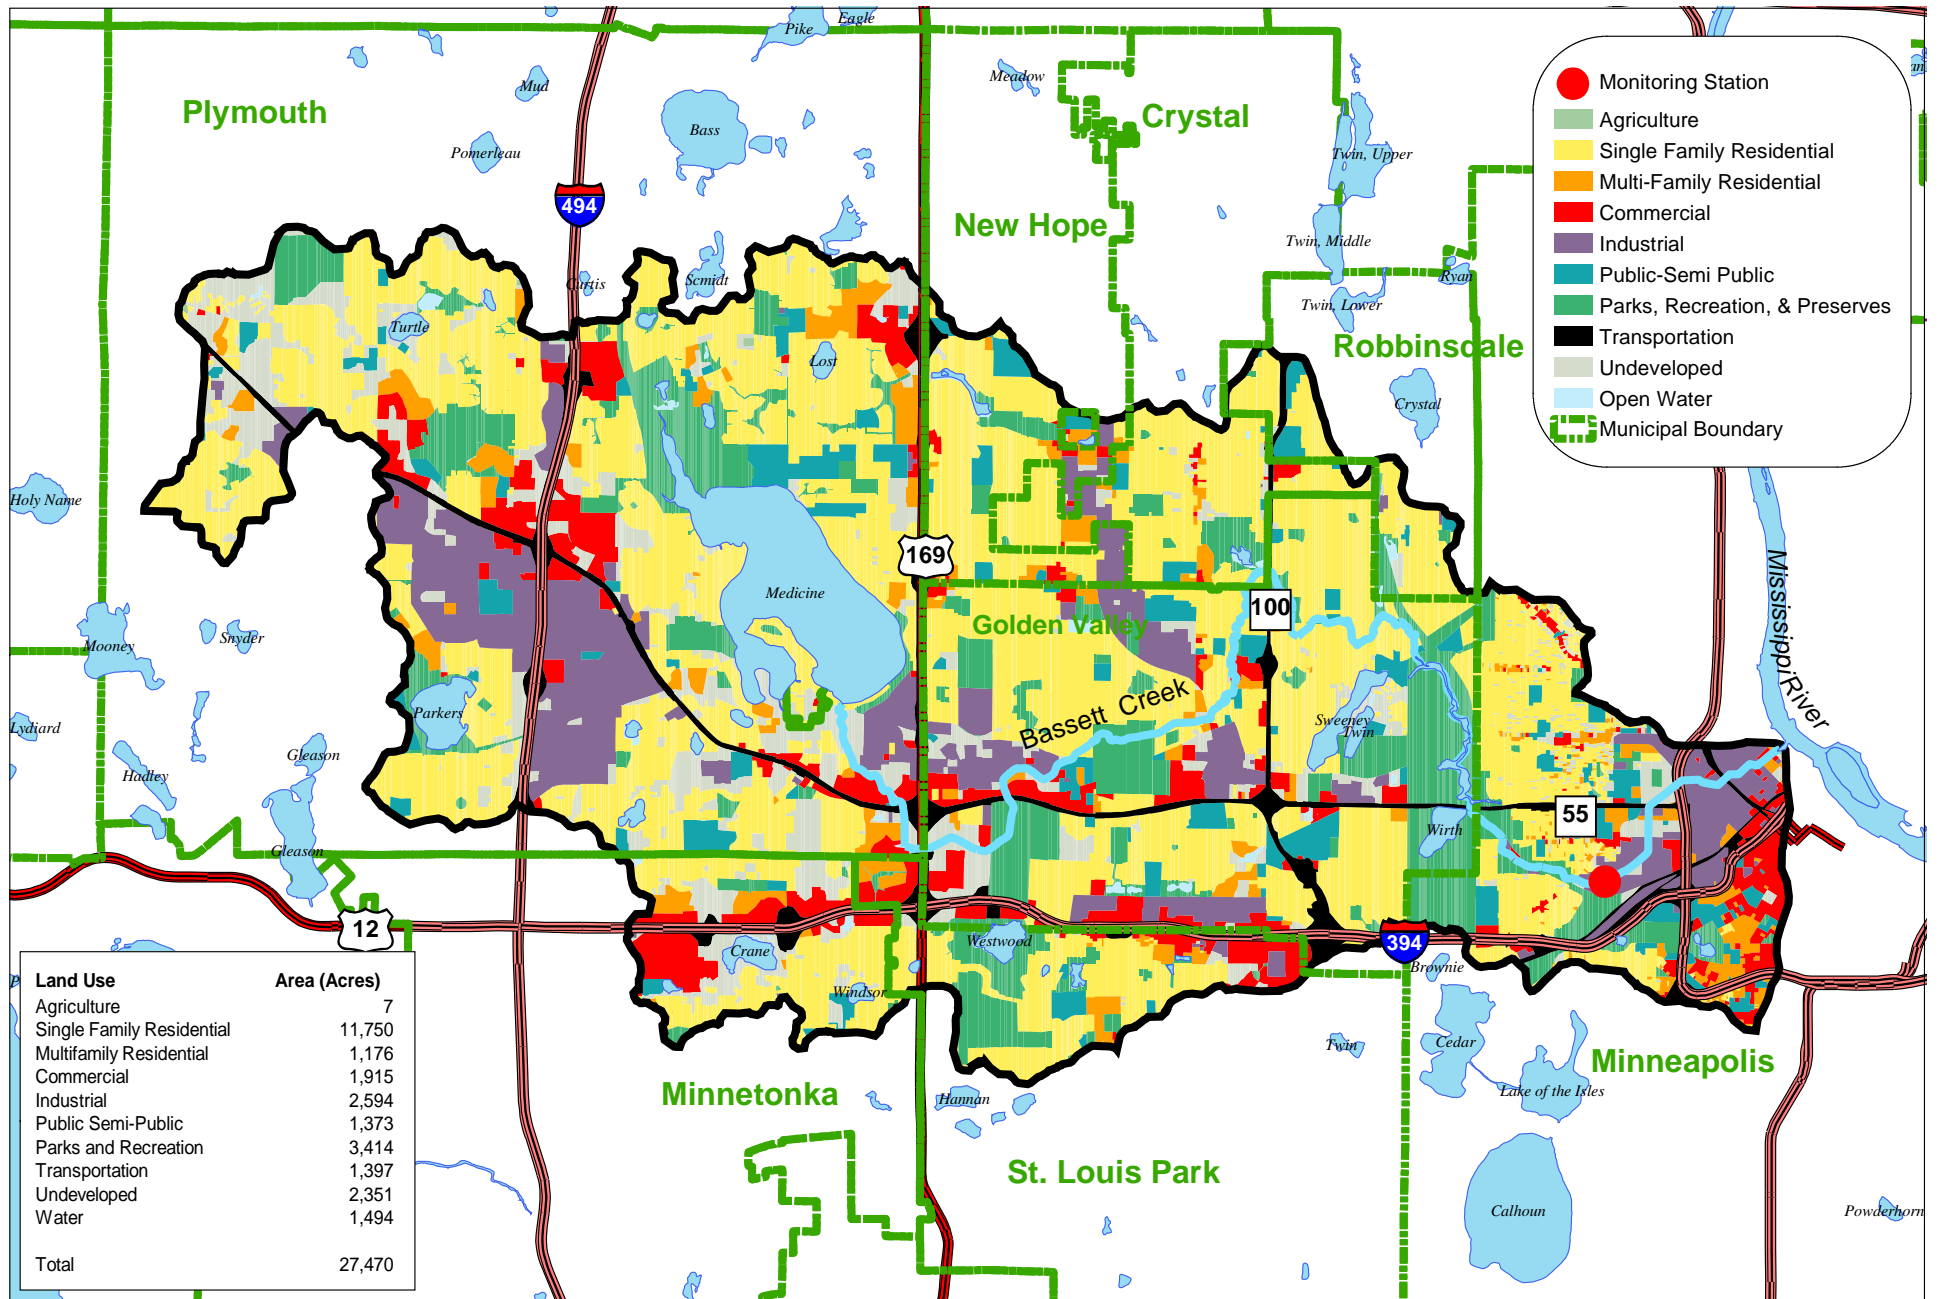 Pike
Eagle
Mud
Meadow
Plymouth
Bass
Crystal
Pomerleau
Twin, Upper
494
New Hope
Twin, Middle
Ryan
Curtis
Scmidt
Twin, Lower
Turtle
Robbinsdale
Lost
Crystal
Monitoring Station
Agriculture
Single Family Residential
Multi-Family Residential
Commercial
Industrial
Public-Semi Public
Parks, Recreation, & Preserves
Transportation
Undeveloped
Open Water
Municipal Boundary
Holy Name
169
Medicine
100
Golden Valley
Mississippi River
Mooney
Snyder
Bassett Creek
Parkers
Sweeney
Twin
Lydiard
Gleason
Hadley
55
Wirth
Gleason
12
394
Crane
Westwood
Brownie
Windsor
Twin
Cedar
Minneapolis
Lake of the Isles
Minnetonka
Hannan
St. Louis Park
Calhoun
Powderhorn
Land Use Area (Acres)
Agriculture 7
Single Family Residential 11,750
Multifamily Residential 1,176
Commercial 1,915
Industrial 2,594
Public Semi-Public 1,373
Parks and Recreation 3,414
Transportation 1,397
Undeveloped 2,351
Water 1,494
Total 27,470